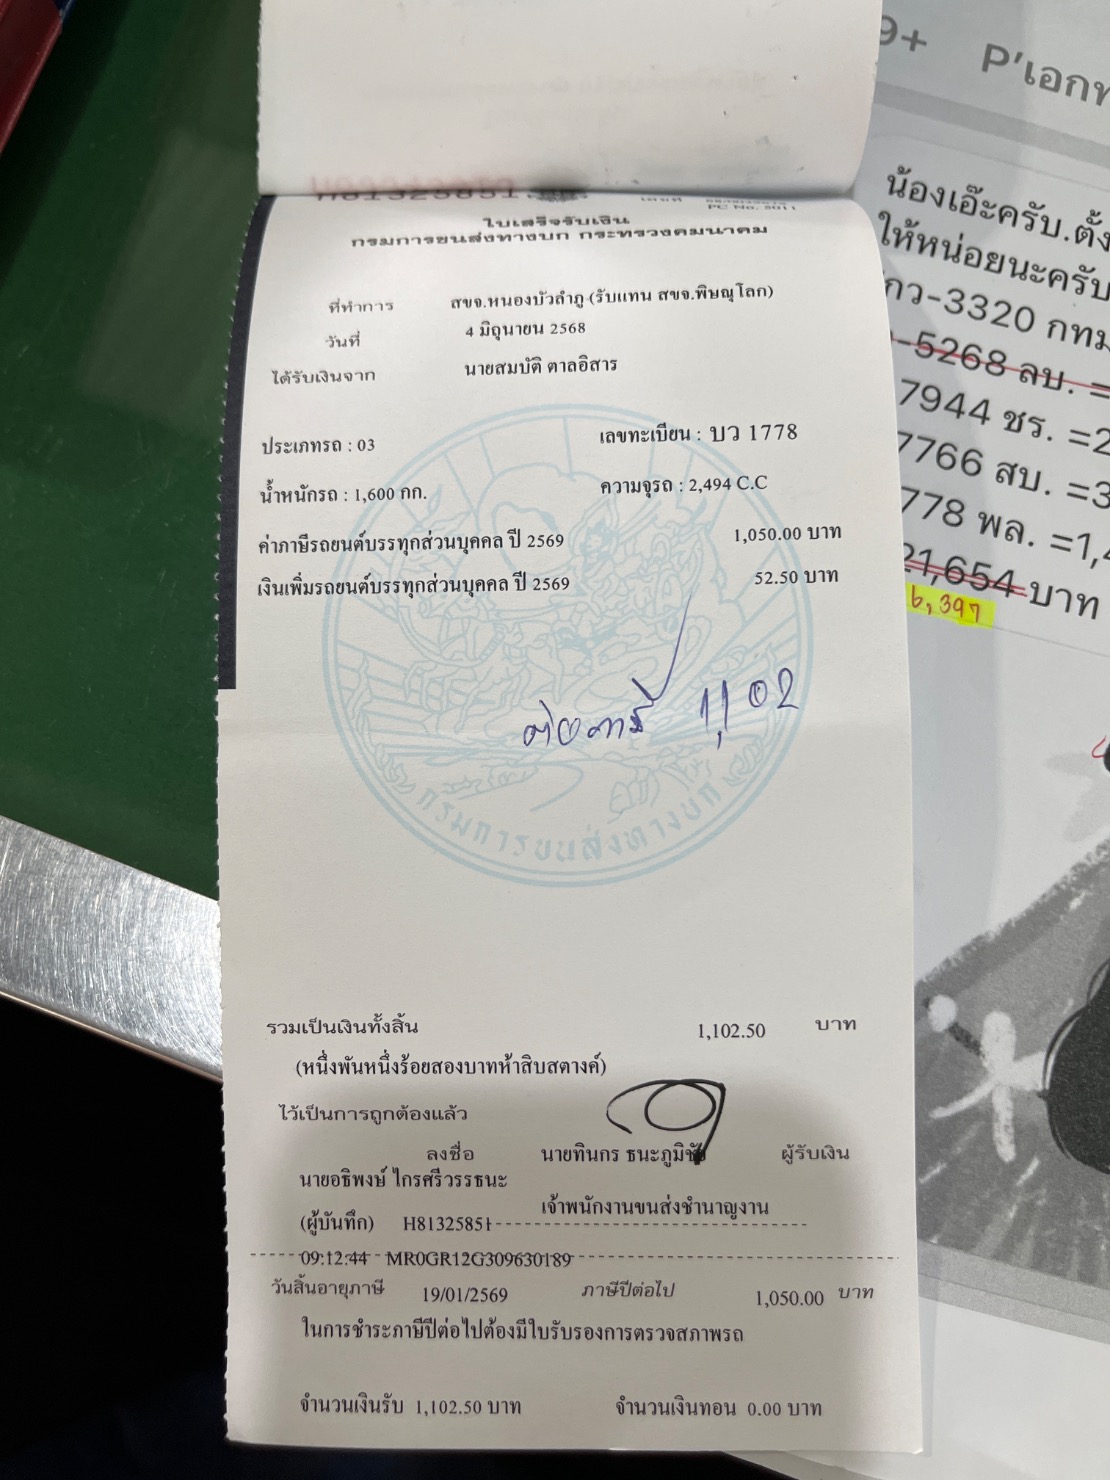 PC No. 3011
ใบเสร็จรับเงิน
กรมการขนส่งทางบก กระทรวงคมนาคม
ที่ทำการ สขจ.หนองบัวลำภู (รับแทน สขจ.พิษณุโลก)
วันที่ 4 มิถุนายน 2568
ได้รับเงินจาก นายสมบัติ ตาลอิสาร
ประเภทรถ : 03 เลขทะเบียน : บว 1778
น้ำหนักรถ : 1,600 กก. ความจุรถ : 2,494 C.C
ค่าภาษีรถยนต์บรรทุกส่วนบุคคล ปี 2569 1,050.00 บาท
เงินเพิ่มรถยนต์บรรทุกส่วนบุคคล ปี 2569 52.50 บาท
กรมการขนส่งทางบก
รวมเป็นเงินทั้งสิ้น 1,102.50 บาท
(หนึ่งพันหนึ่งร้อยสองบาทห้าสิบสตางค์)
ไว้เป็นการถูกต้องแล้ว
ลงชื่อ นายทินกร ธนะภูมิชัย ผู้รับเงิน
นายอธิพงษ์ ไกรศรีวรรธนะ
เจ้าพนักงานขนส่งชำนาญงาน
(ผู้บันทึก) H81325851
09:12:44 MR0GR12G309630189
วันสิ้นอายุภาษี 19/01/2569 ภาษีปีต่อไป 1,050.00 บาท
ในการชำระภาษีปีต่อไปต้องมีใบรับรองการตรวจสภาพรถ
จำนวนเงินรับ 1,102.50 บาท จำนวนเงินทอน 0.00 บาท
9+ P'เอก
น้องเอ๊ะครับ.ตั้ง
ให้หน่อยนะครับ
กว-3320 กทม
-5268 ลบ. =
7944 ชร. =2
7766 สบ. =3
778 พล. =1,4
21,654 บาท
6,397